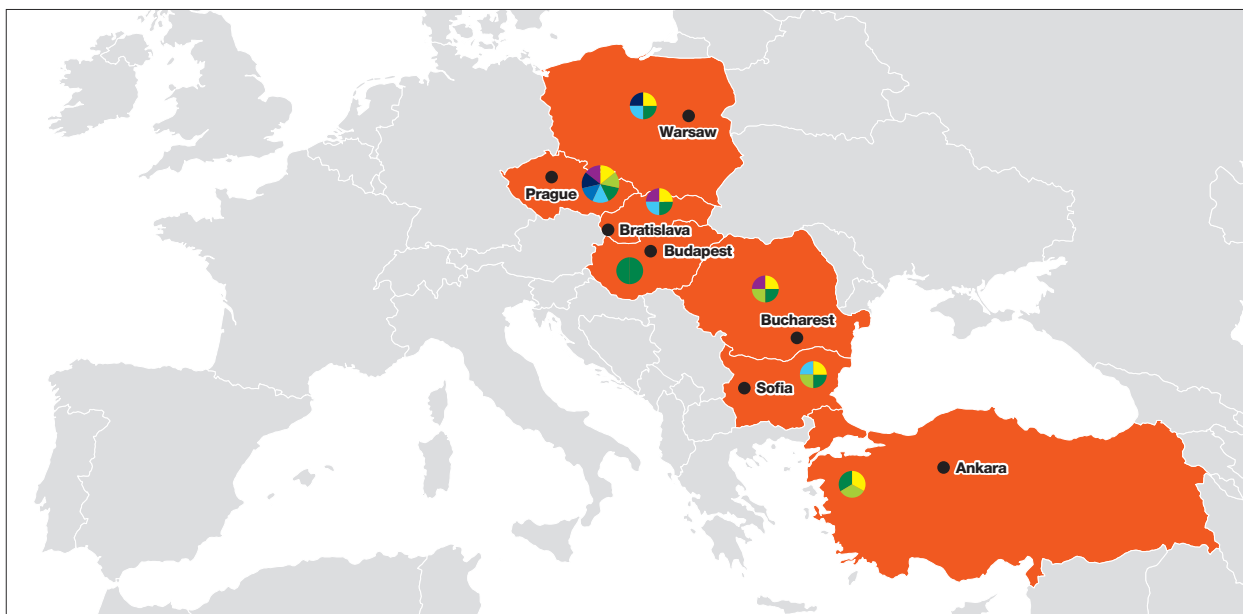 Warsaw
Prague
Bratislava
Budapest
Bucharest
Sofia
Ankara